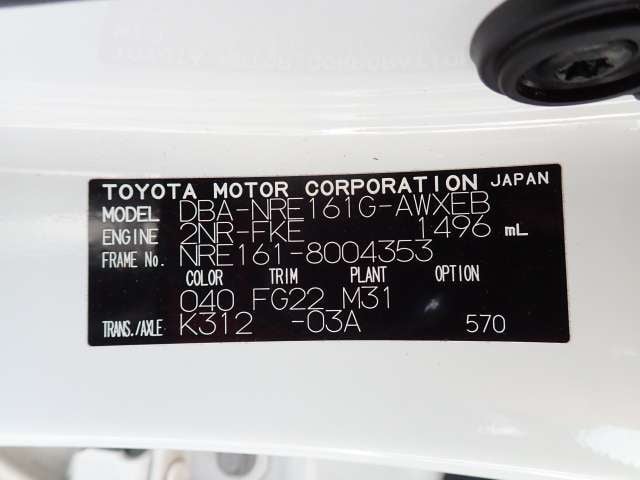 TOYOTA MOTOR CORPORATION JAPAN
MODEL DBA-NRE161G-AWXEB
ENGINE 2NR-FKE 1496 mL
FRAME No. NRE161-8004353
COLOR TRIM PLANT OPTION
040 FG22 M31
TRANS./AXLE K312 -03A 570